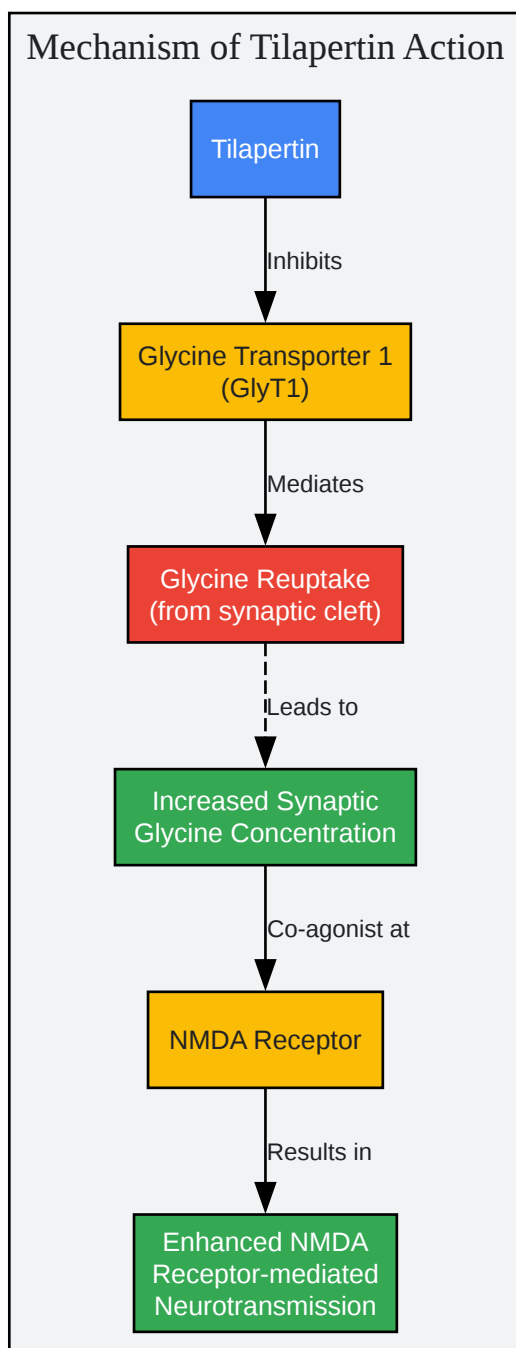 Mechanism of Tilapertin Action
Tilapertin
Inhibits
Glycine Transporter 1
(GlyT1)
Mediates
Glycine Reuptake
(from synaptic cleft)
Leads to
Increased Synaptic
Glycine Concentration
Co-agonist at
NMDA Receptor
Results in
Enhanced NMDA
Receptor-mediated
Neurotransmission